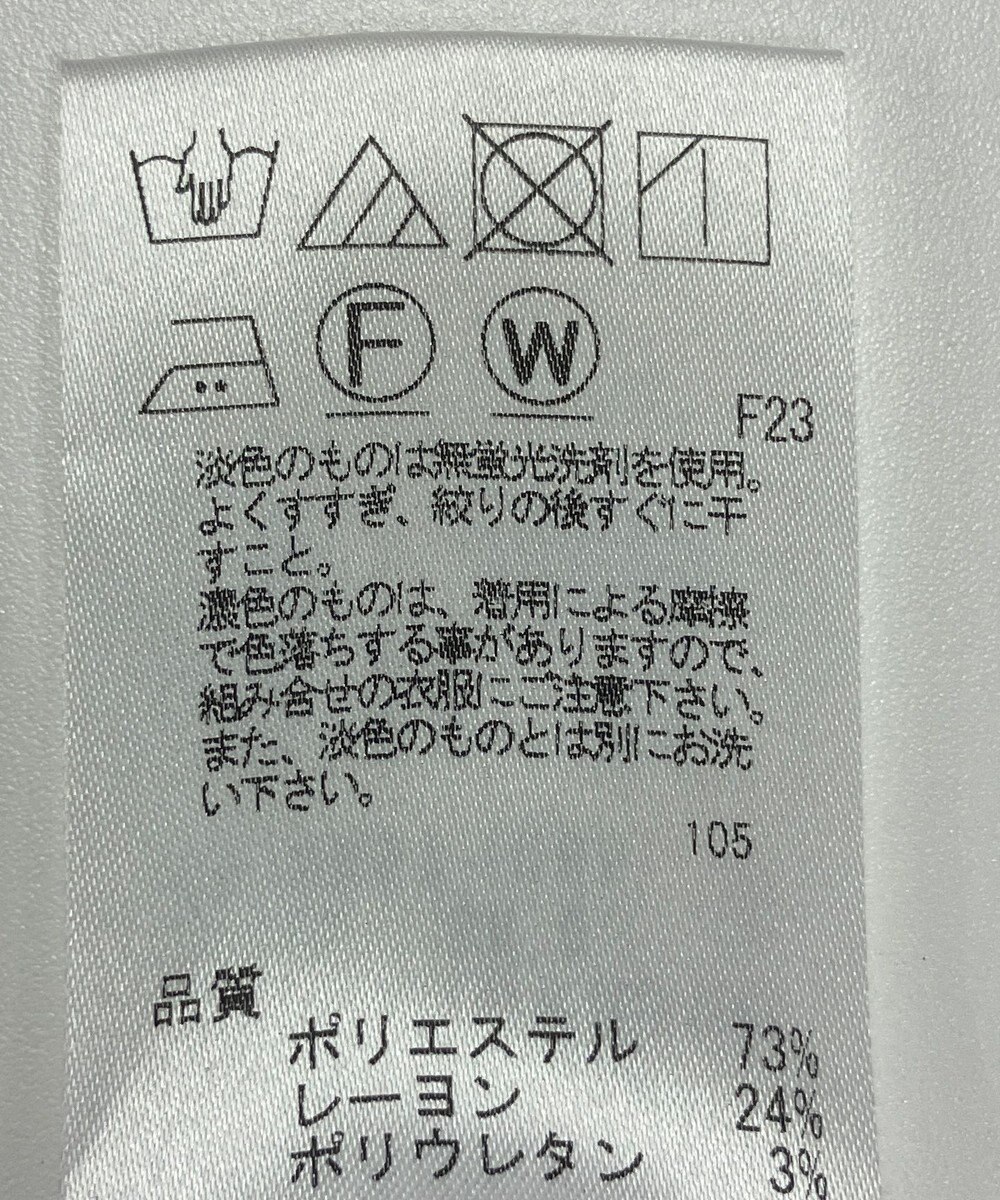 F
W
F23
淡色のものは無蛍光洗剤を使用。
よくすすぎ、絞りの後すぐに干
すこと。
濃色のものは、着用による摩擦
で色落ちする事がありますので、
組み合せの衣服にご注意下さい。
また、淡色のものとは別にお洗
い下さい。
105
品質
ポリエステル 73%
レーヨン 24%
ポリウレタン 3%